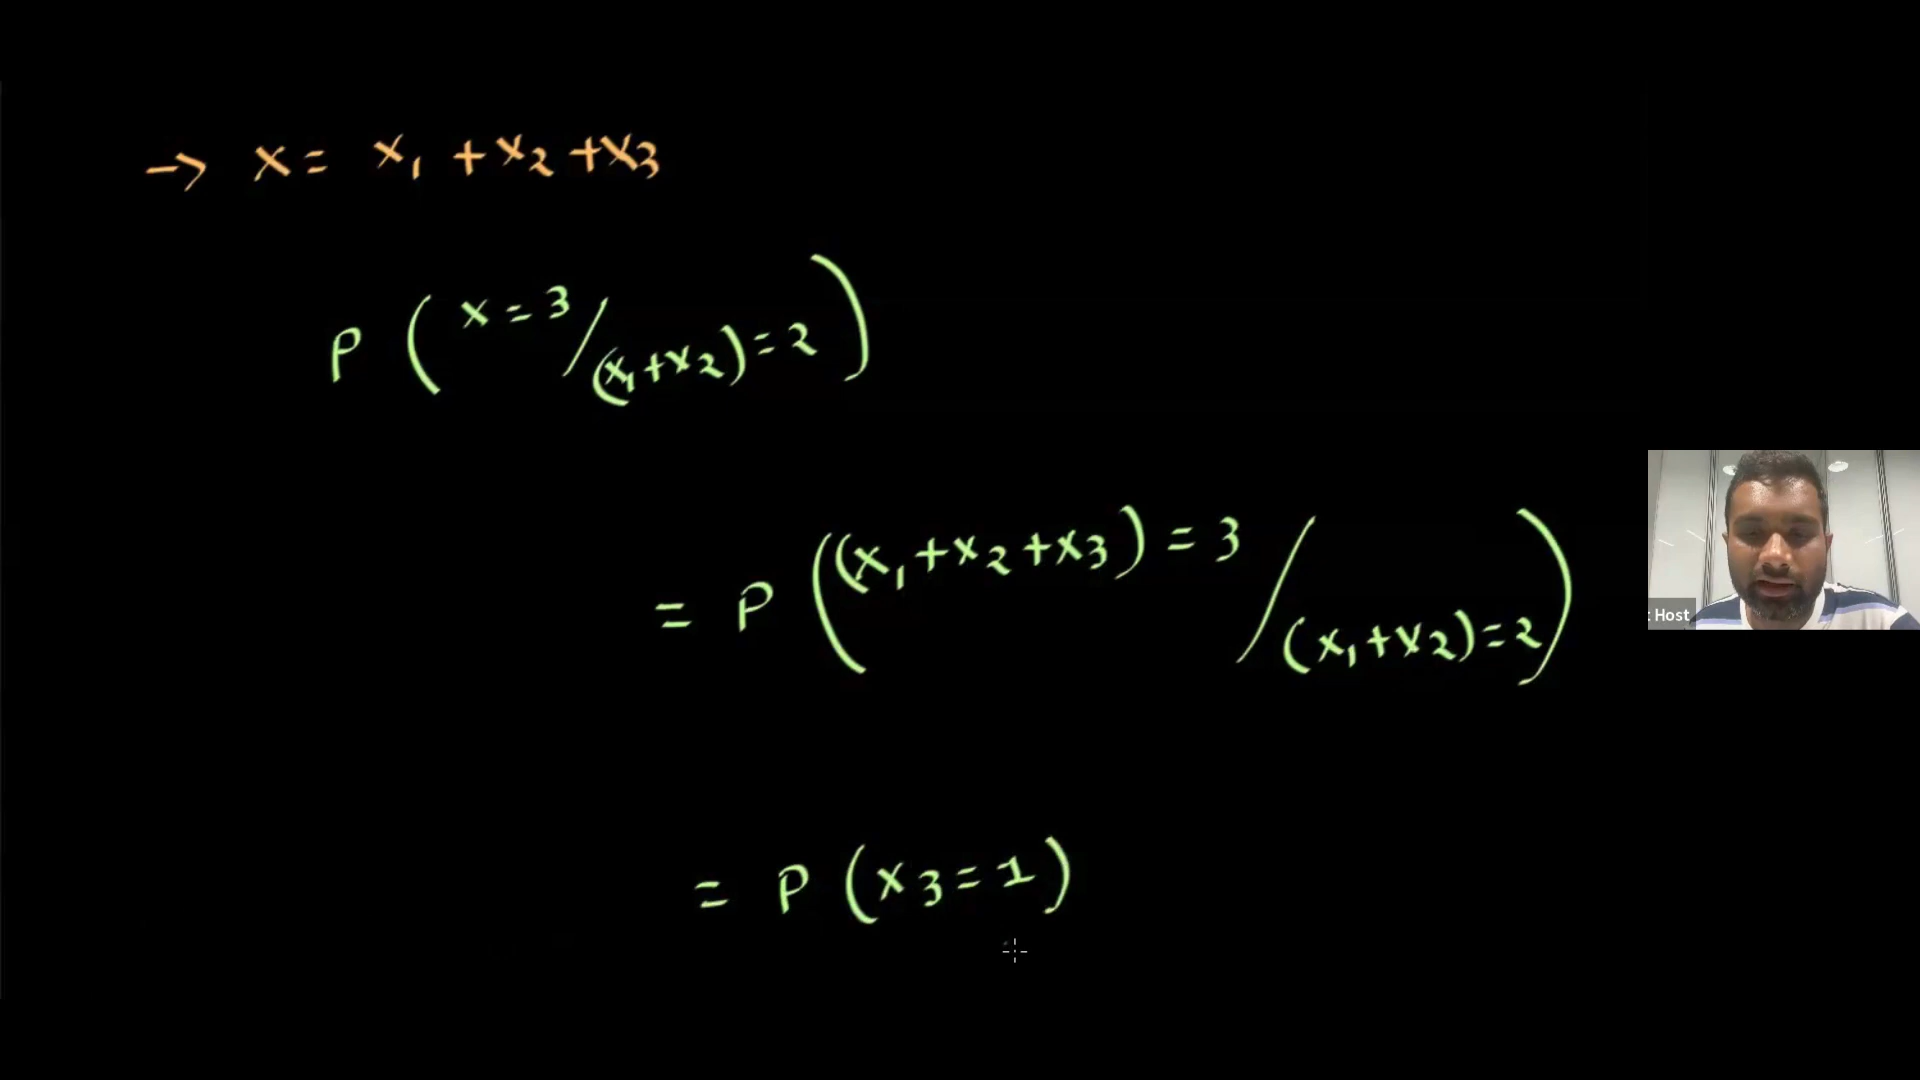 → x = x₁ + x₂ + x₃
P ( x = 3 / (x₁ + x₂) = 2 )
= P ( (x₁ + x₂ + x₃) = 3 / (x₁ + x₂) = 2 )
Host
= P ( x₃ = 1 )